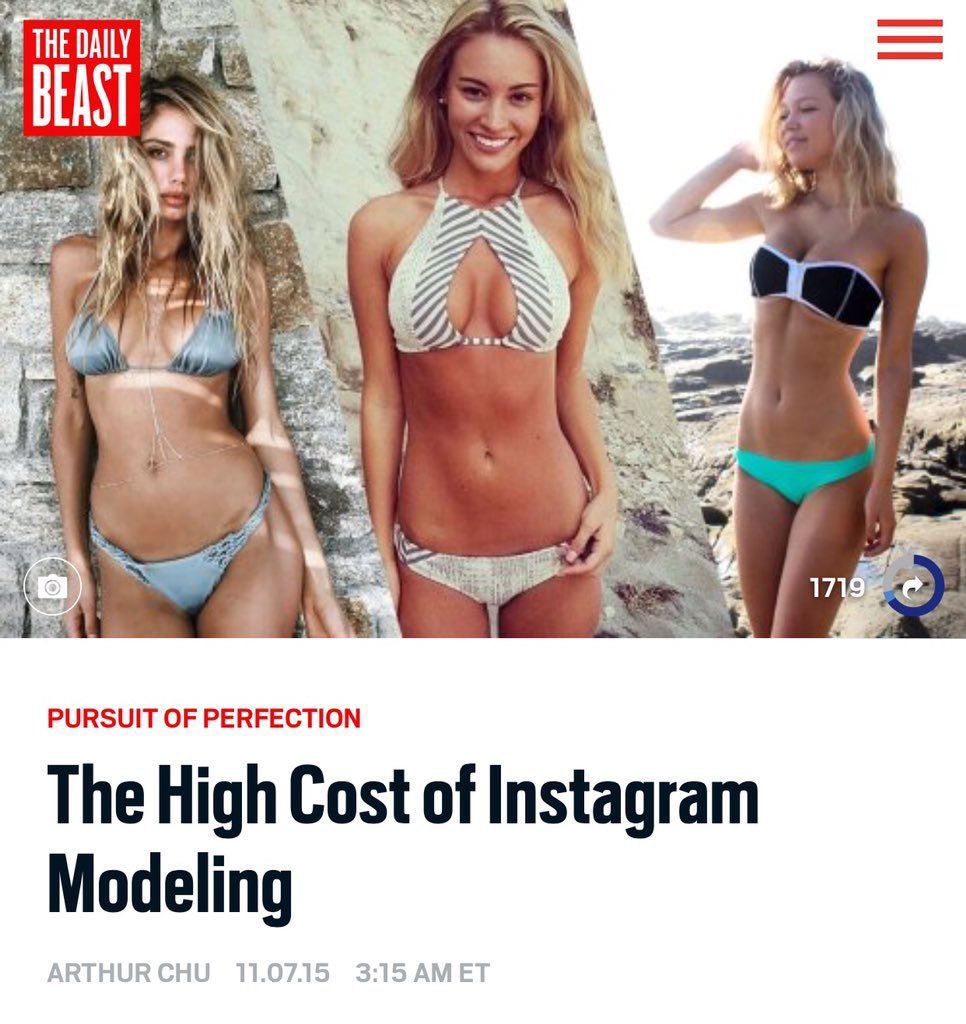 THE DAILY
BEAST
1719
PURSUIT OF PERFECTION
The High Cost of Instagram
Modeling
ARTHUR CHU 11.07.15 3:15 AM ET